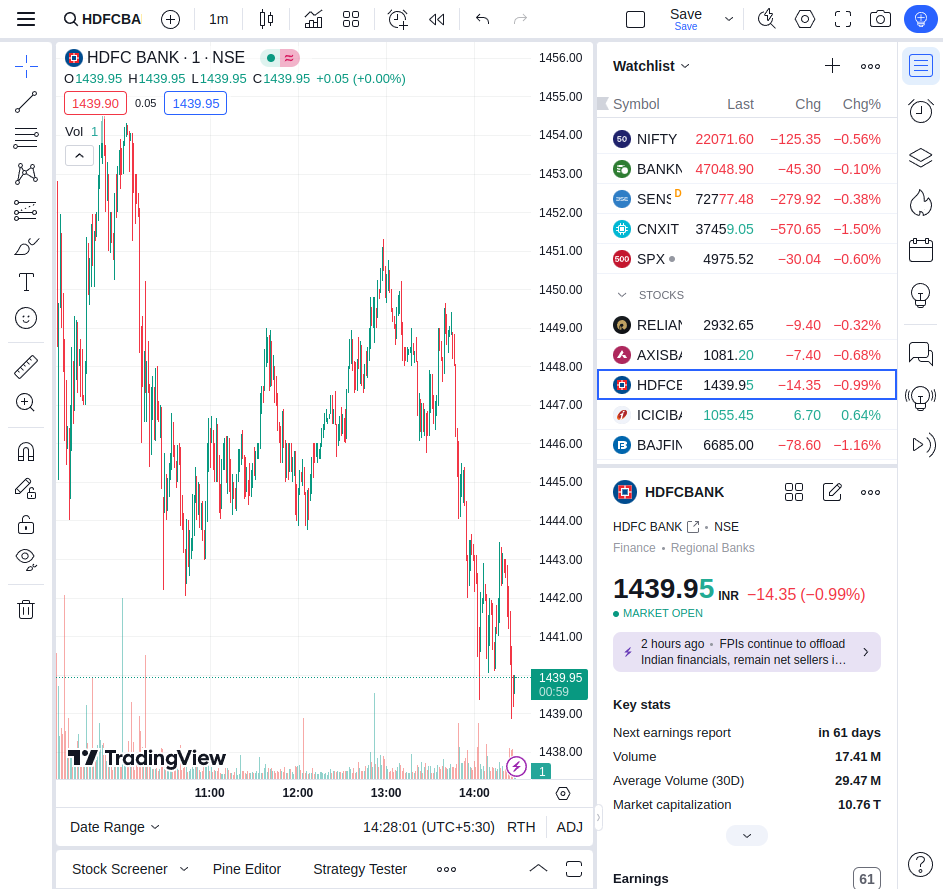 HDFCBA
1m
Save
Save
HDFC BANK · 1 · NSE
O1439.95 H1439.95 L1439.95 C1439.95 +0.05 (+0.00%)
1439.90 0.05 1439.95
Vol 1
1456.00
1455.00
1454.00
1453.00
1452.00
1451.00
1450.00
1449.00
1448.00
1447.00
1446.00
1445.00
1444.00
1443.00
1442.00
1441.00
1439.95
00:59
1439.00
1438.00
1
TradingView
11:00 12:00 13:00 14:00
Date Range 14:28:01 (UTC+5:30) RTH ADJ
Stock Screener Pine Editor Strategy Tester
Watchlist
Symbol Last Chg Chg%
50 NIFTY 22071.60 −125.35 −0.56%
BANKN 47048.90 −45.30 −0.10%
SENS D 72777.48 −279.92 −0.38%
CNXIT 37459.05 −570.65 −1.50%
500 SPX 4975.52 −30.04 −0.60%
STOCKS
RELIAN 2932.65 −9.40 −0.32%
AXISBA 1081.20 −7.40 −0.68%
HDFCB 1439.95 −14.35 −0.99%
ICICIBA 1055.45 6.70 0.64%
BAJFIN 6685.00 −78.60 −1.16%
HDFCBANK
HDFC BANK • NSE
Finance • Regional Banks
1439.95 INR −14.35 (−0.99%)
MARKET OPEN
2 hours ago • FPIs continue to offload
Indian financials, remain net sellers i…
Key stats
Next earnings report in 61 days
Volume 17.41 M
Average Volume (30D) 29.47 M
Market capitalization 10.76 T
Earnings 61